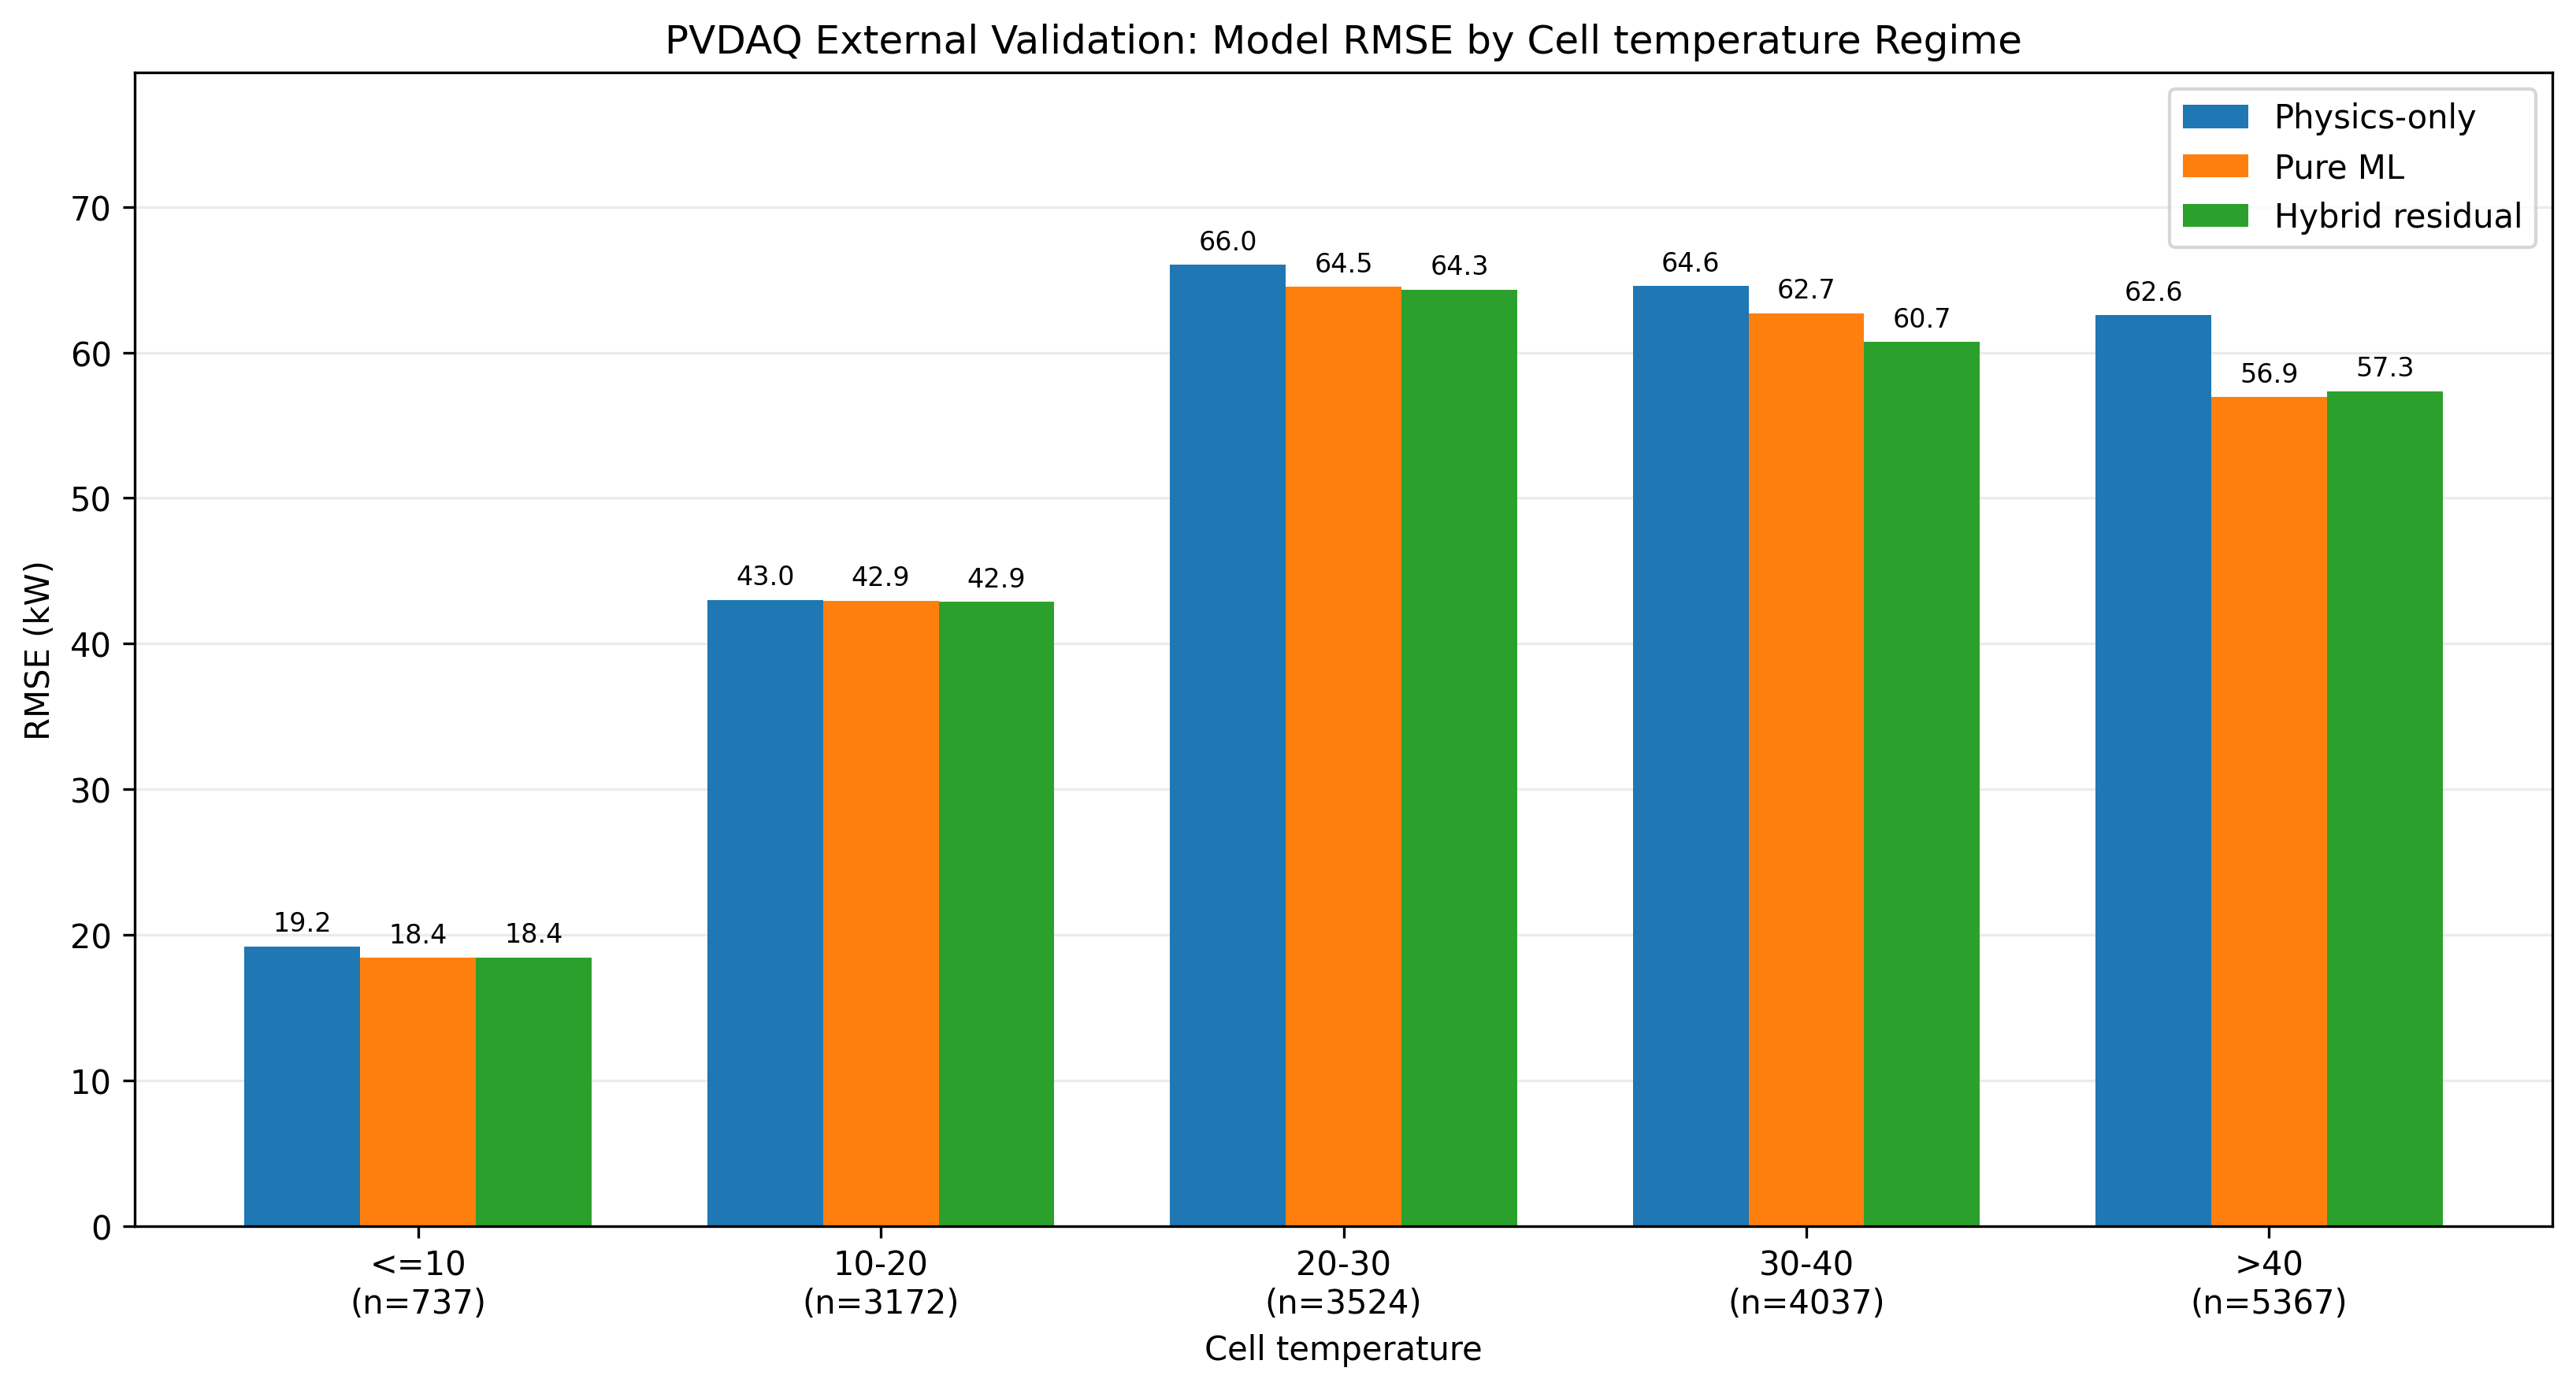 PVDAQ External Validation: Model RMSE by Cell temperature Regime
Physics-only
Pure ML
Hybrid residual
RMSE (kW)
70
60
50
40
30
20
10
0
19.2
18.4
18.4
43.0
42.9
42.9
66.0
64.5
64.3
64.6
62.7
60.7
62.6
56.9
57.3
<=10
(n=737)
10-20
(n=3172)
20-30
(n=3524)
30-40
(n=4037)
>40
(n=5367)
Cell temperature